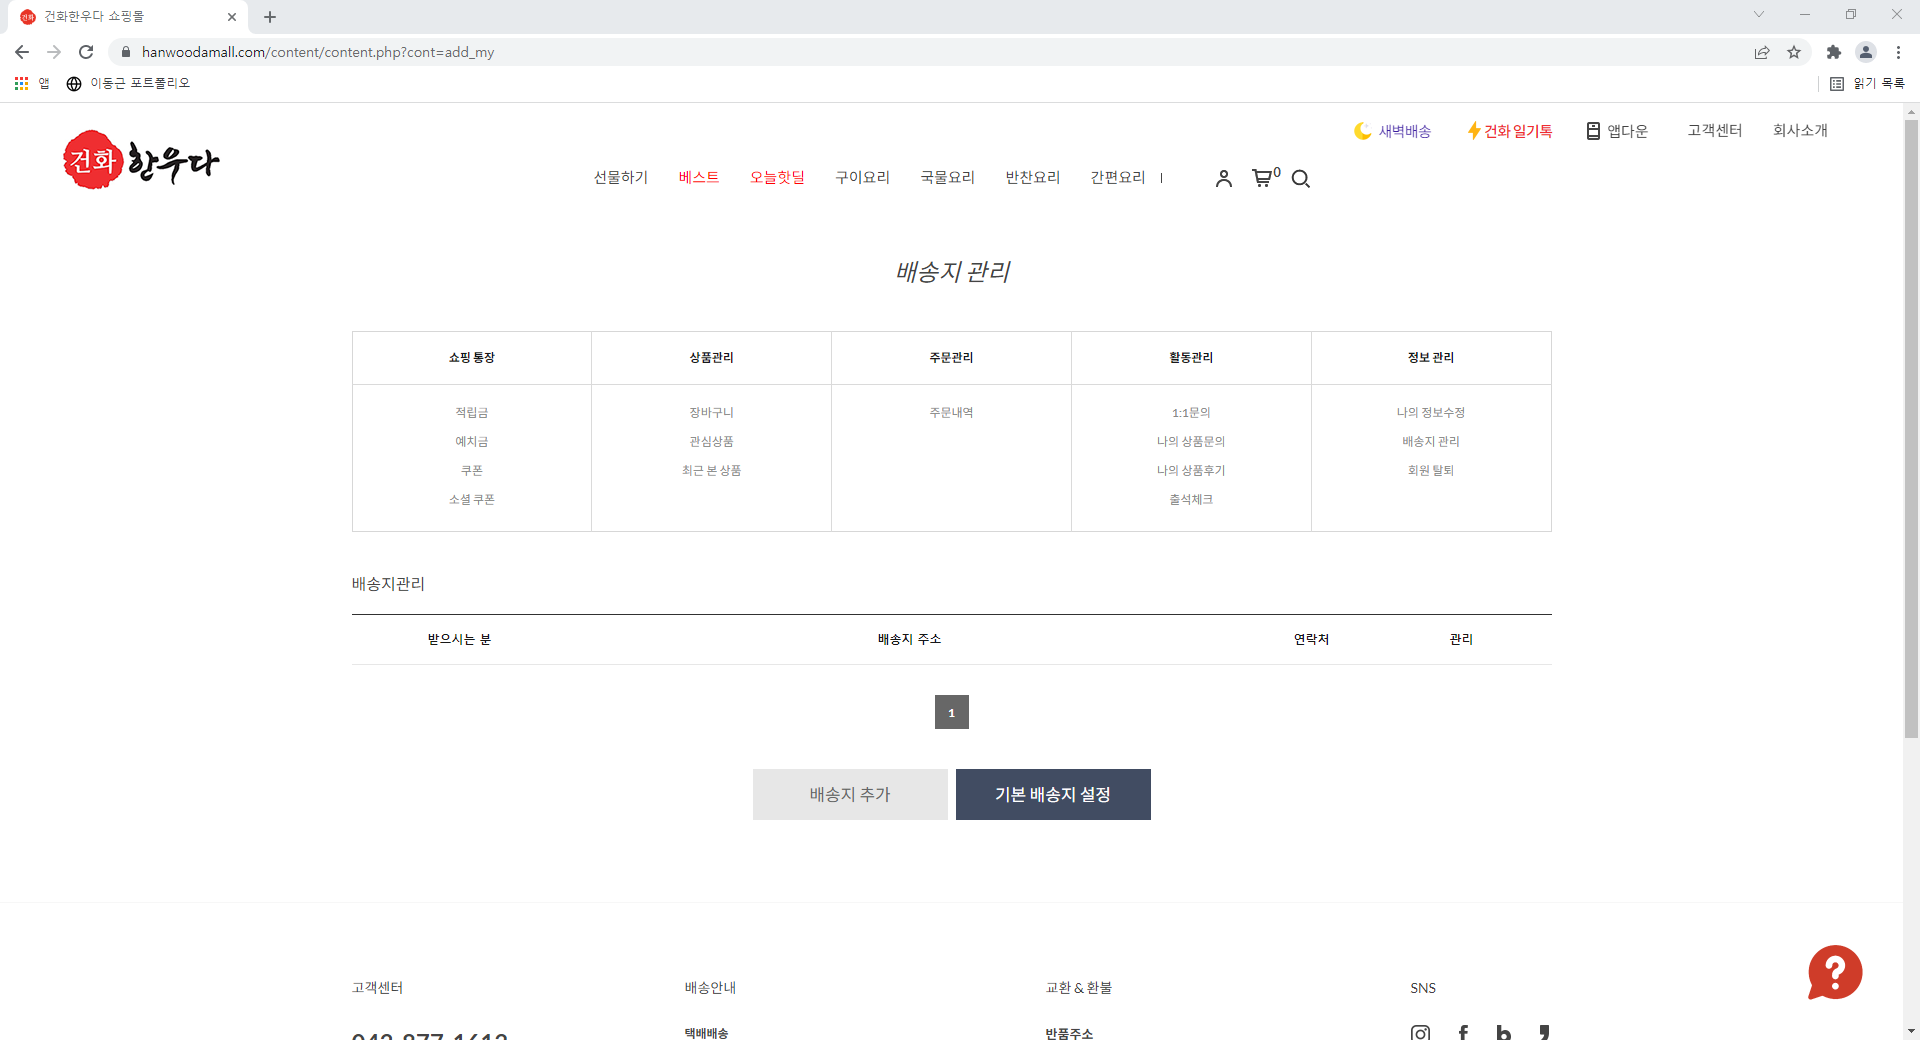 건화한우다 쇼핑몰
hanwoodamall.com/content/content.php?cont=add_my
앱 이동근 포트폴리오 읽기 목록
새벽배송 건화 일기톡 앱다운 고객센터 회사소개
건화 한우다
선물하기 베스트 오늘핫딜 구이요리 국물요리 반찬요리 간편요리 0
배송지 관리
쇼핑 통장 상품관리 주문관리 활동관리 정보 관리
적립금 장바구니 주문내역 1:1문의 나의 정보수정
예치금 관심상품 나의 상품문의 배송지 관리
쿠폰 최근 본 상품 나의 상품후기 회원 탈퇴
소셜 쿠폰 출석체크
배송지관리
받으시는 분 배송지 주소 연락처 관리
1
배송지 추가 기본 배송지 설정
고객센터 배송안내 교환 & 환불 SNS
택배배송 반품주소